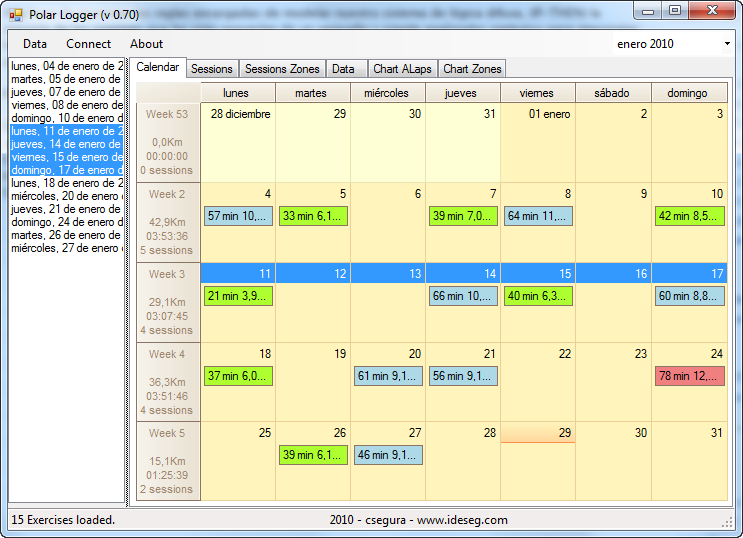 Polar Logger (v 0.70)
Data Connect About
enero 2010
lunes, 04 de enero de 2
martes, 05 de enero de
jueves, 07 de enero de
viernes, 08 de enero de
domingo, 10 de enero d
lunes, 11 de enero de 2
jueves, 14 de enero de
viernes, 15 de enero de
domingo, 17 de enero d
lunes, 18 de enero de 2
miércoles, 20 de enero
jueves, 21 de enero de
domingo, 24 de enero d
martes, 26 de enero de
miércoles, 27 de enero
Calendar Sessions Sessions Zones Data Chart ALaps Chart Zones
lunes martes miércoles jueves viernes sábado domingo
Week 53
0,0Km
00:00:00
0 sessions
28 diciembre 29 30 31 01 enero 2 3
Week 2
42,9Km
03:53:36
5 sessions
4 5 6 7 8 9 10
57 min 10,... 33 min 6,1... 39 min 7,0... 64 min 11,... 42 min 8,5...
Week 3
29,1Km
03:07:45
4 sessions
11 12 13 14 15 16 17
21 min 3,9... 66 min 10,... 40 min 6,3... 60 min 8,8...
Week 4
36,3Km
03:51:46
4 sessions
18 19 20 21 22 23 24
37 min 6,0... 61 min 9,1... 56 min 9,1... 78 min 12,...
Week 5
15,1Km
01:25:39
2 sessions
25 26 27 28 29 30 31
39 min 6,1... 46 min 9,1...
15 Exercises loaded.
2010 - csegura - www.ideseg.com